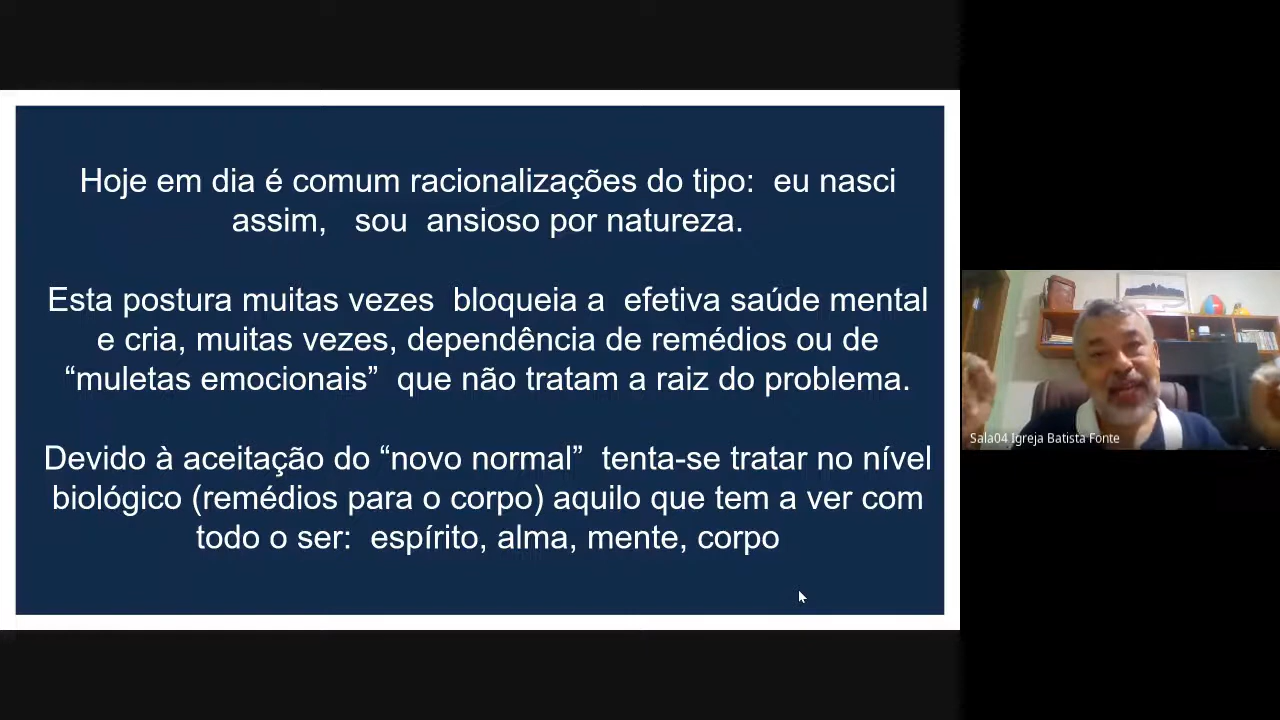 Hoje em dia é comum racionalizações do tipo: eu nasci
assim, sou ansioso por natureza.
Esta postura muitas vezes bloqueia a efetiva saúde mental
e cria, muitas vezes, dependência de remédios ou de
“muletas emocionais” que não tratam a raiz do problema.
Devido à aceitação do “novo normal” tenta-se tratar no nível
biológico (remédios para o corpo) aquilo que tem a ver com
todo o ser: espírito, alma, mente, corpo
Sala04 Igreja Batista Fonte